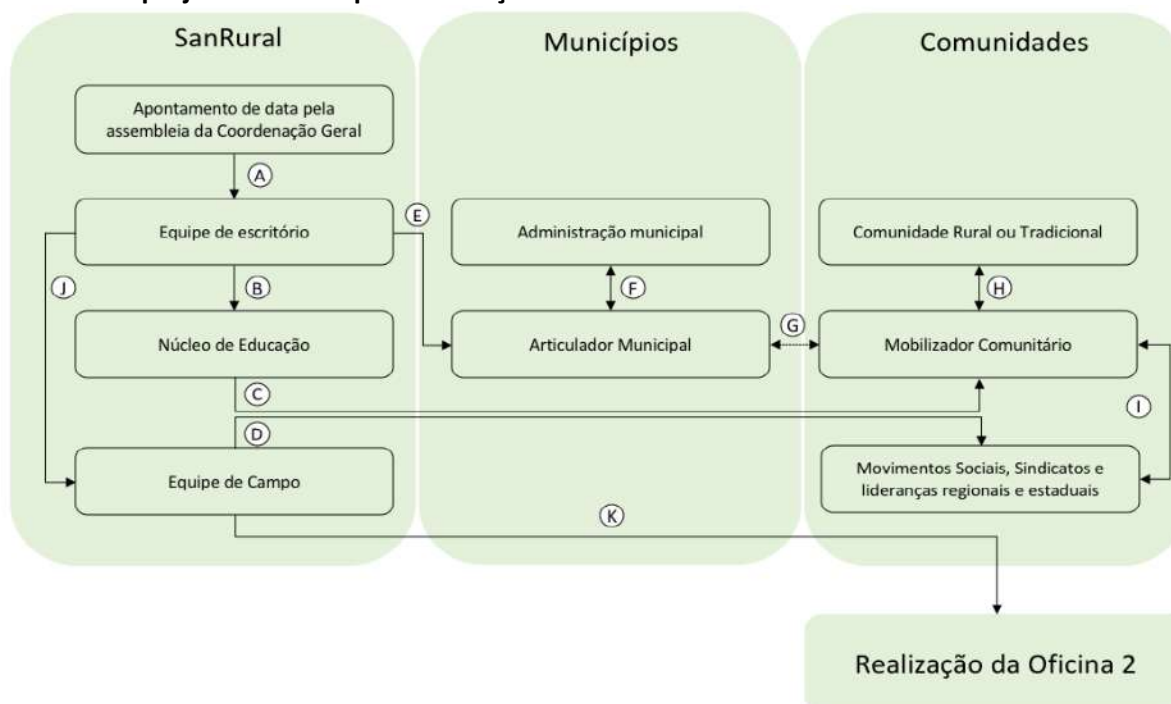 SanRural
Municípios
Comunidades
Apontamento de data pela
assembleia da Coordenação Geral
A
Equipe de escritório
E
Administração municipal
Comunidade Rural ou Tradicional
J
B
F
H
Núcleo de Educação
Articulador Municipal
G
Mobilizador Comunitário
C
I
D
Equipe de Campo
Movimentos Sociais, Sindicatos e
lideranças regionais e estaduais
K
Realização da Oficina 2